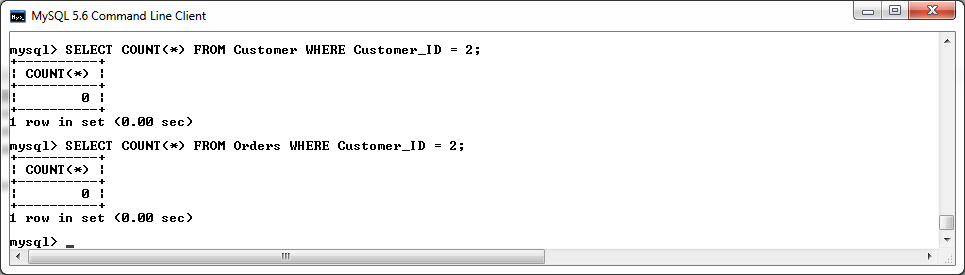 MySQL 5.6 Command Line Client
mysql> SELECT COUNT(*) FROM Customer WHERE Customer_ID = 2;
+----------+
¦ COUNT(*) ¦
+----------+
¦        0 ¦
+----------+
1 row in set (0.00 sec)
mysql> SELECT COUNT(*) FROM Orders WHERE Customer_ID = 2;
+----------+
¦ COUNT(*) ¦
+----------+
¦        0 ¦
+----------+
1 row in set (0.00 sec)
mysql> _